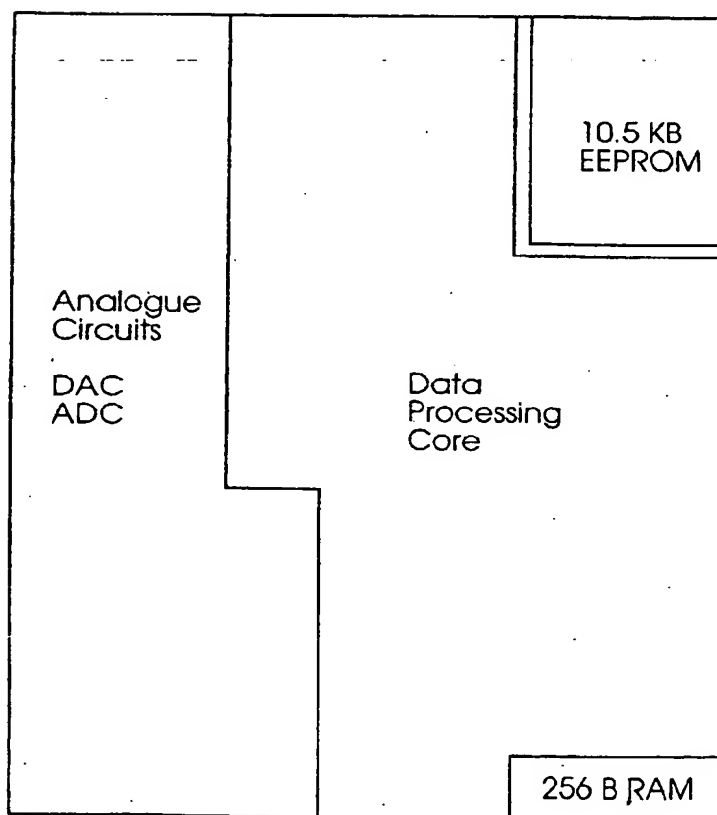 10.5 KB
EEPROM
Analogue
Circuits
DAC
ADC
Data
Processing
Core
256 B RAM